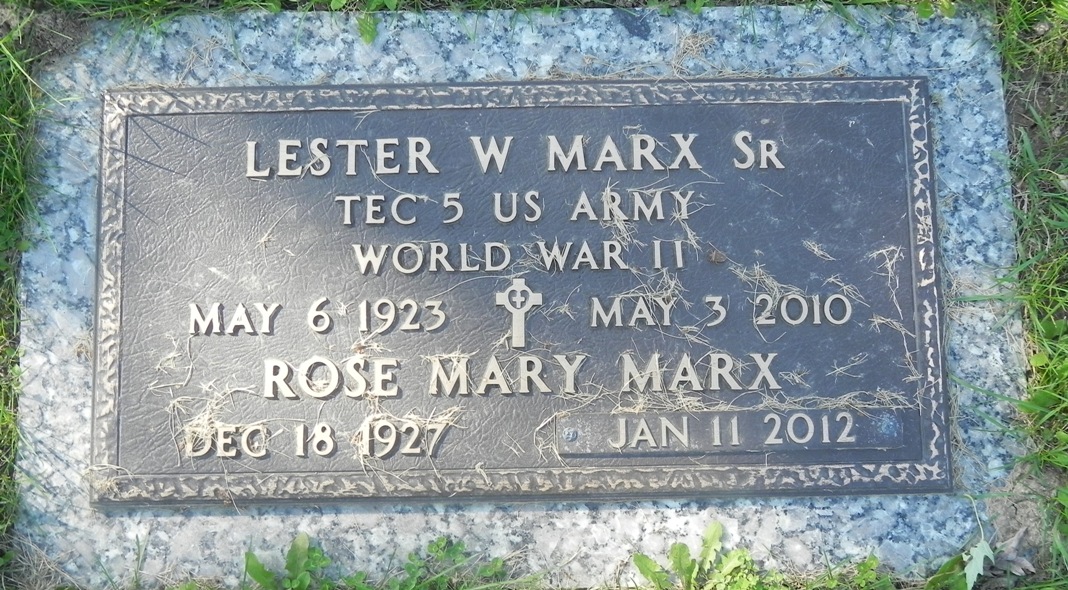 LESTER W MARX SR
TEC 5 US ARMY
WORLD WAR II
MAY 6 1923 MAY 3 2010
ROSE MARY MARX
DEC 18 1927 JAN 11 2012